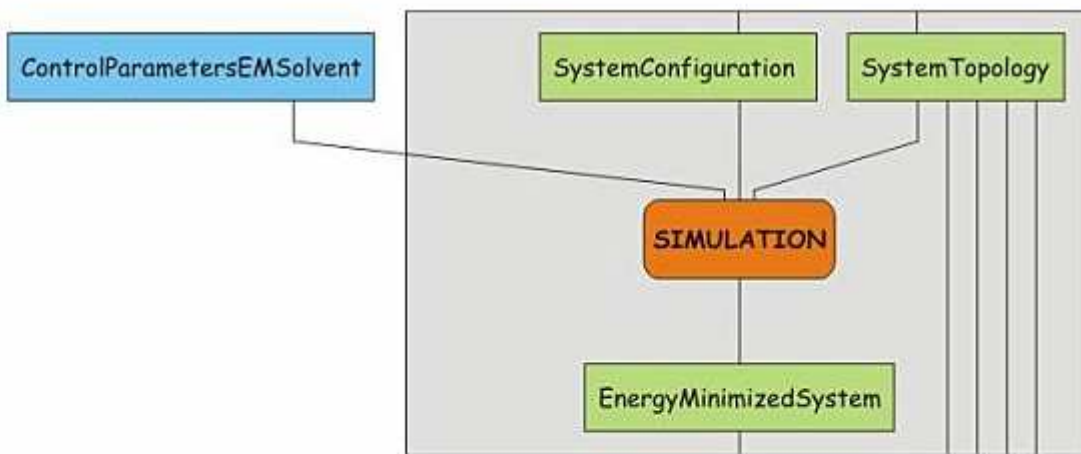 ControlParametersEMSolvent
SystemConfiguration
SystemTopology
SIMULATION
EnergyMinimizedSystem